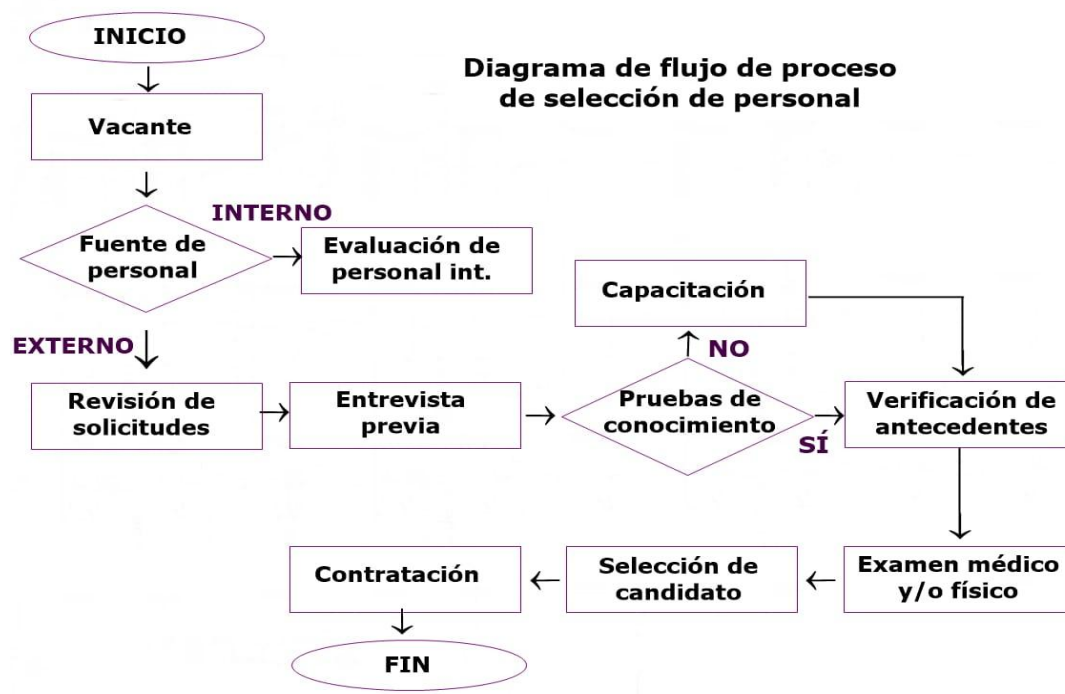 INICIO
Diagrama de flujo de proceso
de selección de personal
Vacante
INTERNO
Fuente de
personal
Evaluación de
personal int.
Capacitación
EXTERNO
NO
Revisión de
solicitudes
Entrevista
previa
Pruebas de
conocimiento
SÍ
Verificación de
antecedentes
Contratación
Selección de
candidato
Examen médico
y/o físico
FIN